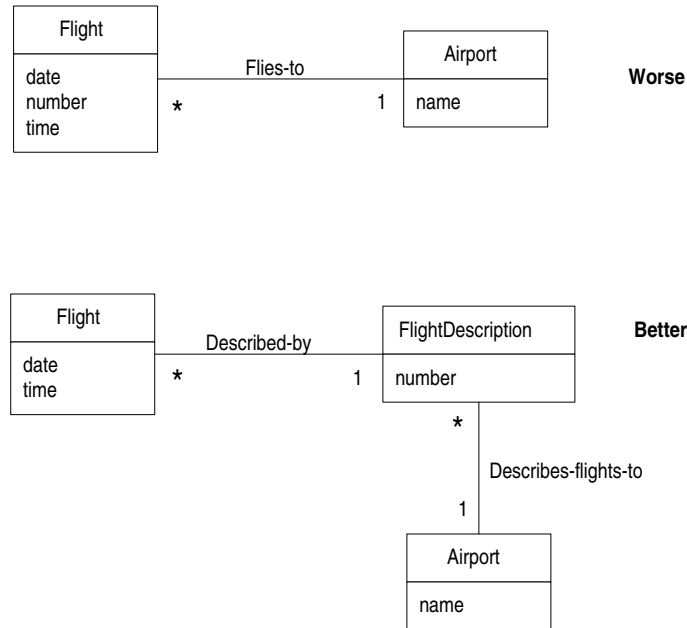 Flight
date
number
time
Flies-to
*
1
Airport
name
Worse
Flight
date
time
Described-by
*
1
FlightDescription
number
Better
*
Describes-flights-to
1
Airport
name